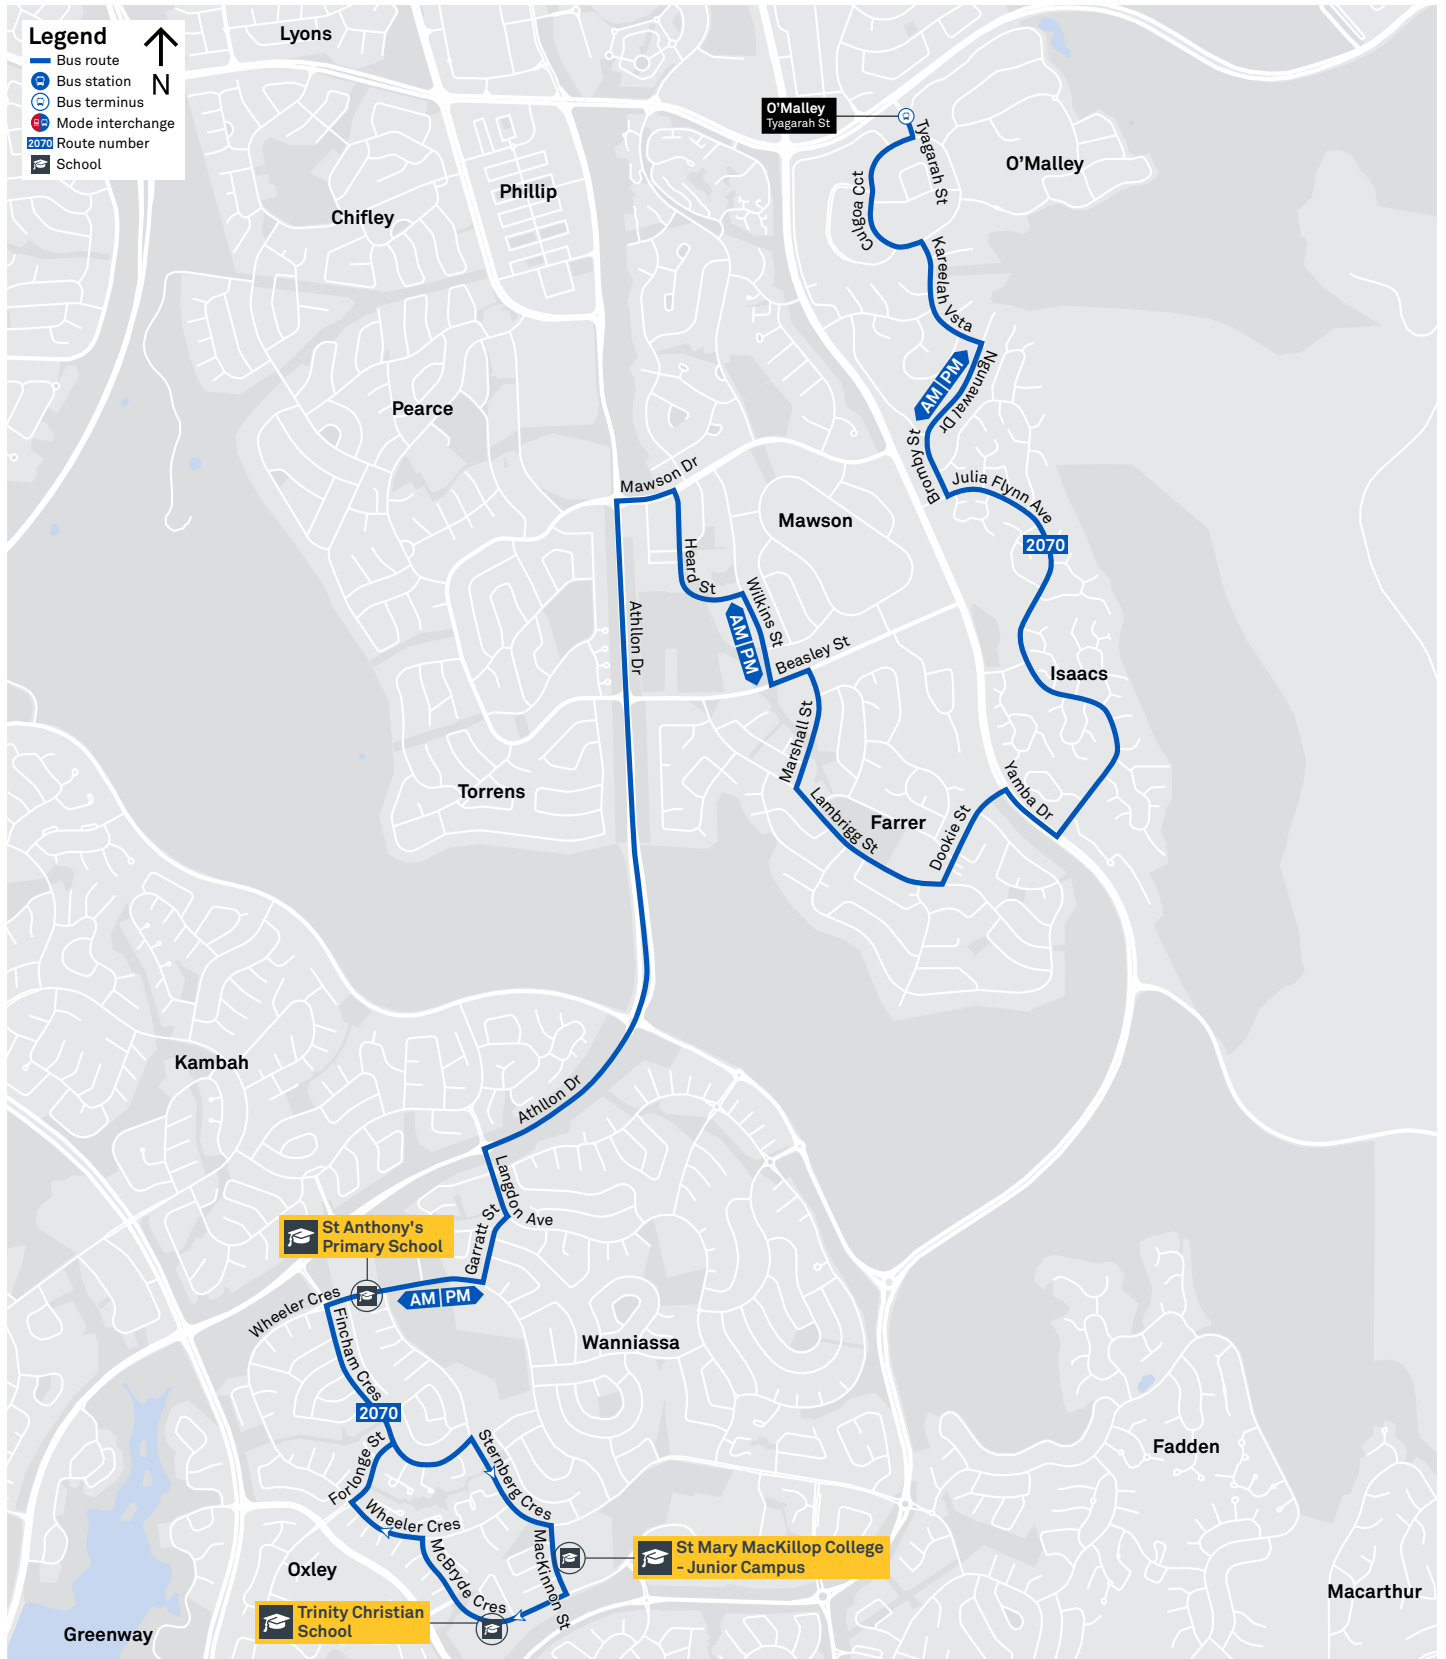 Legend
Bus route
Bus station
Bus terminus
Mode interchange
2070 Route number
School
N
Lyons
O'Malley
Tyagarah St
Tyagarah St
O'Malley
Phillip
Chifley
Culgoa Cct
Kareelah Vsta
AM PM
Ngunawal Dr
Pearce
Bromby St
Julia Flynn Ave
2070
Mawson Dr
Mawson
Heard St
Wilkins St
AM PM
Athllon Dr
Beasley St
Isaacs
Marshall St
Torrens
Lambrigg St
Farrer
Dookie St
Yamba Dr
Kambah
Athllon Dr
Langdon Ave
Garratt St
St Anthony's
Primary School
AM PM
Wheeler Cres
Fincham Cres
Wanniassa
2070
Forlonge St
Sternberg Cres
Fadden
Wheeler Cres
McBryde Cres
MacKinnon St
St Mary MacKillop College
- Junior Campus
Oxley
Macarthur
Trinity Christian
School
Greenway